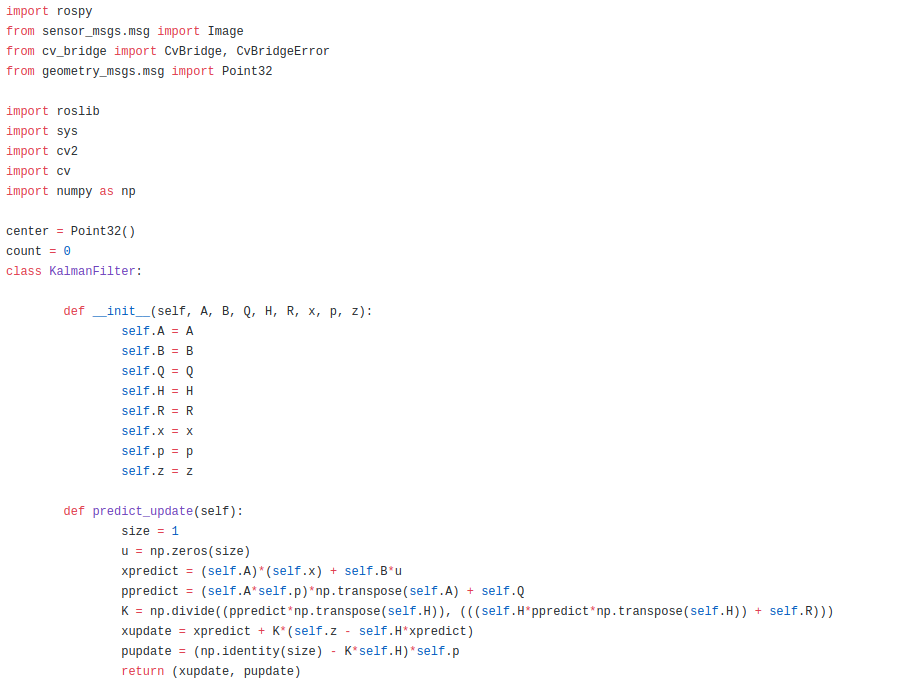 import rospy
from sensor_msgs.msg import Image
from cv_bridge import CvBridge, CvBridgeError
from geometry_msgs.msg import Point32

import roslib
import sys
import cv2
import cv
import numpy as np

center = Point32()
count = 0
class KalmanFilter:

        def __init__(self, A, B, Q, H, R, x, p, z):
                self.A = A
                self.B = B
                self.Q = Q
                self.H = H
                self.R = R
                self.x = x
                self.p = p
                self.z = z

        def predict_update(self):
                size = 1
                u = np.zeros(size)
                xpredict = (self.A)*(self.x) + self.B*u
                ppredict = (self.A*self.p)*np.transpose(self.A) + self.Q
                K = np.divide((ppredict*np.transpose(self.H)), (((self.H*ppredict*np.transpose(self.H)) + self.R)))
                xupdate = xpredict + K*(self.z - self.H*xpredict)
                pupdate = (np.identity(size) - K*self.H)*self.p
                return (xupdate, pupdate)